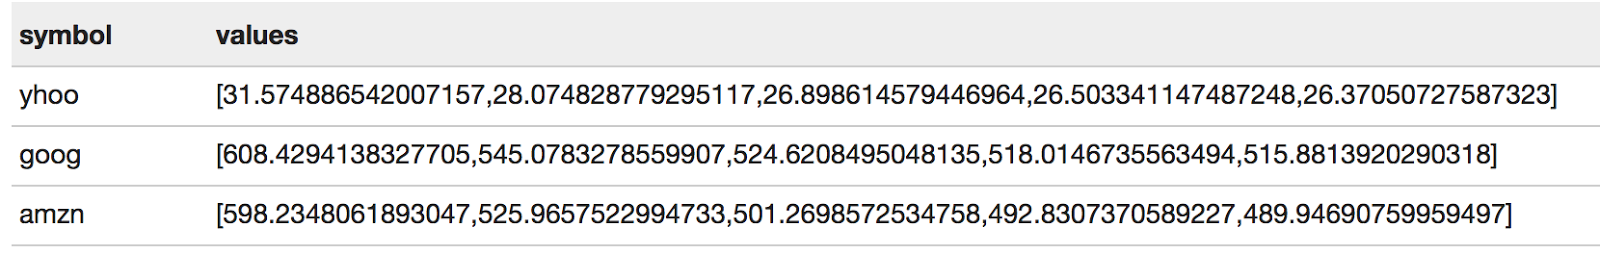 symbol values
yhoo [31.574886542007157,28.074828779295117,26.898614579446964,26.503341147487248,26.37050727587323]
goog [608.4294138327705,545.0783278559907,524.6208495048135,518.0146735563494,515.8813920290318]
amzn [598.2348061893047,525.9657522994733,501.2698572534758,492.8307370589227,489.94690759959497]